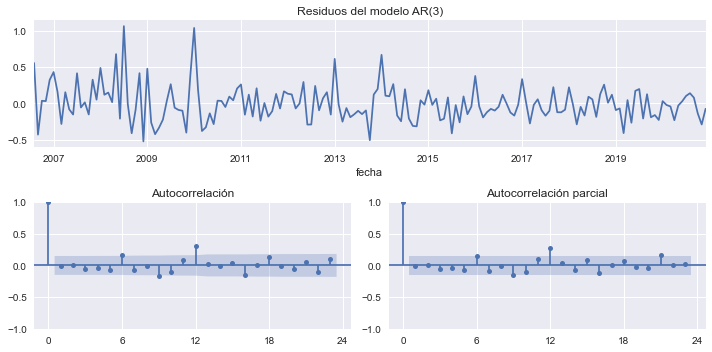 Residuos del modelo AR(3)
1.0
0.5
0.0
−0.5
2007 2009 2011 2013 2015 2017 2019
fecha
Autocorrelación Autocorrelación parcial
1.0 1.0
0.5 0.5
0.0 0.0
−0.5 −0.5
−1.0 −1.0
0 6 12 18 24 0 6 12 18 24